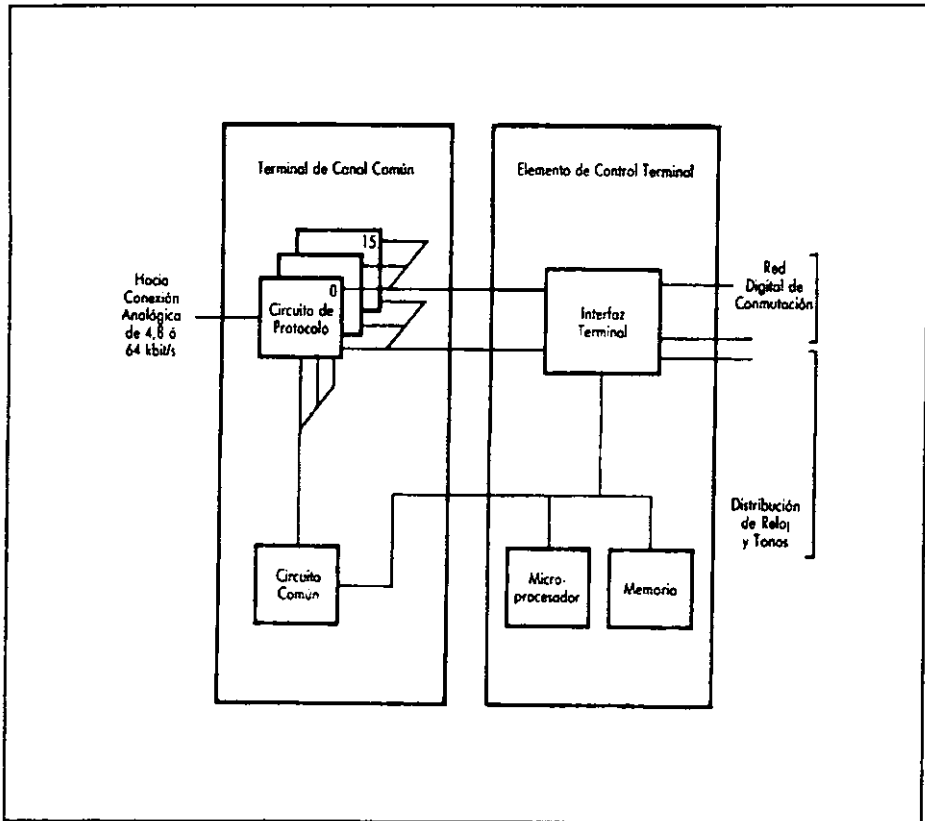 Terminal de Canal Común
Elemento de Control Terminal
15
0
Circuito de
Protocolo
Hacia
Conexión
Analógica
de 4,8 ó
64 kbit/s
Interfaz
Terminal
Red
Digital de
Conmutación
Distribución
de Reloj
y Tonos
Circuito
Común
Micro-
procesador
Memoria